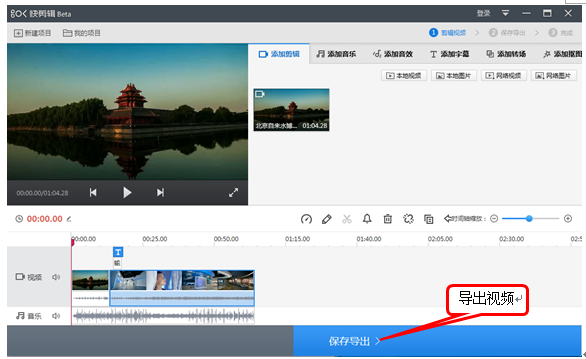 快剪辑 Beta
登录
新建项目 我的项目
1 剪辑视频 2 保存导出 3 完成
添加剪辑 添加音乐 添加音效 添加字幕 添加转场 添加抠图
本地视频 本地图片 网络视频 网络图片
北京自来水博... 01:04.28
00:00.00/01:04.28
00:00.00
时间轴缩放：
00:00.00 00:25.00 00:50.00 01:15.00 01:40.00 02:05.00 02:30.00 02:5
T
视频
音乐
导出视频
保存导出